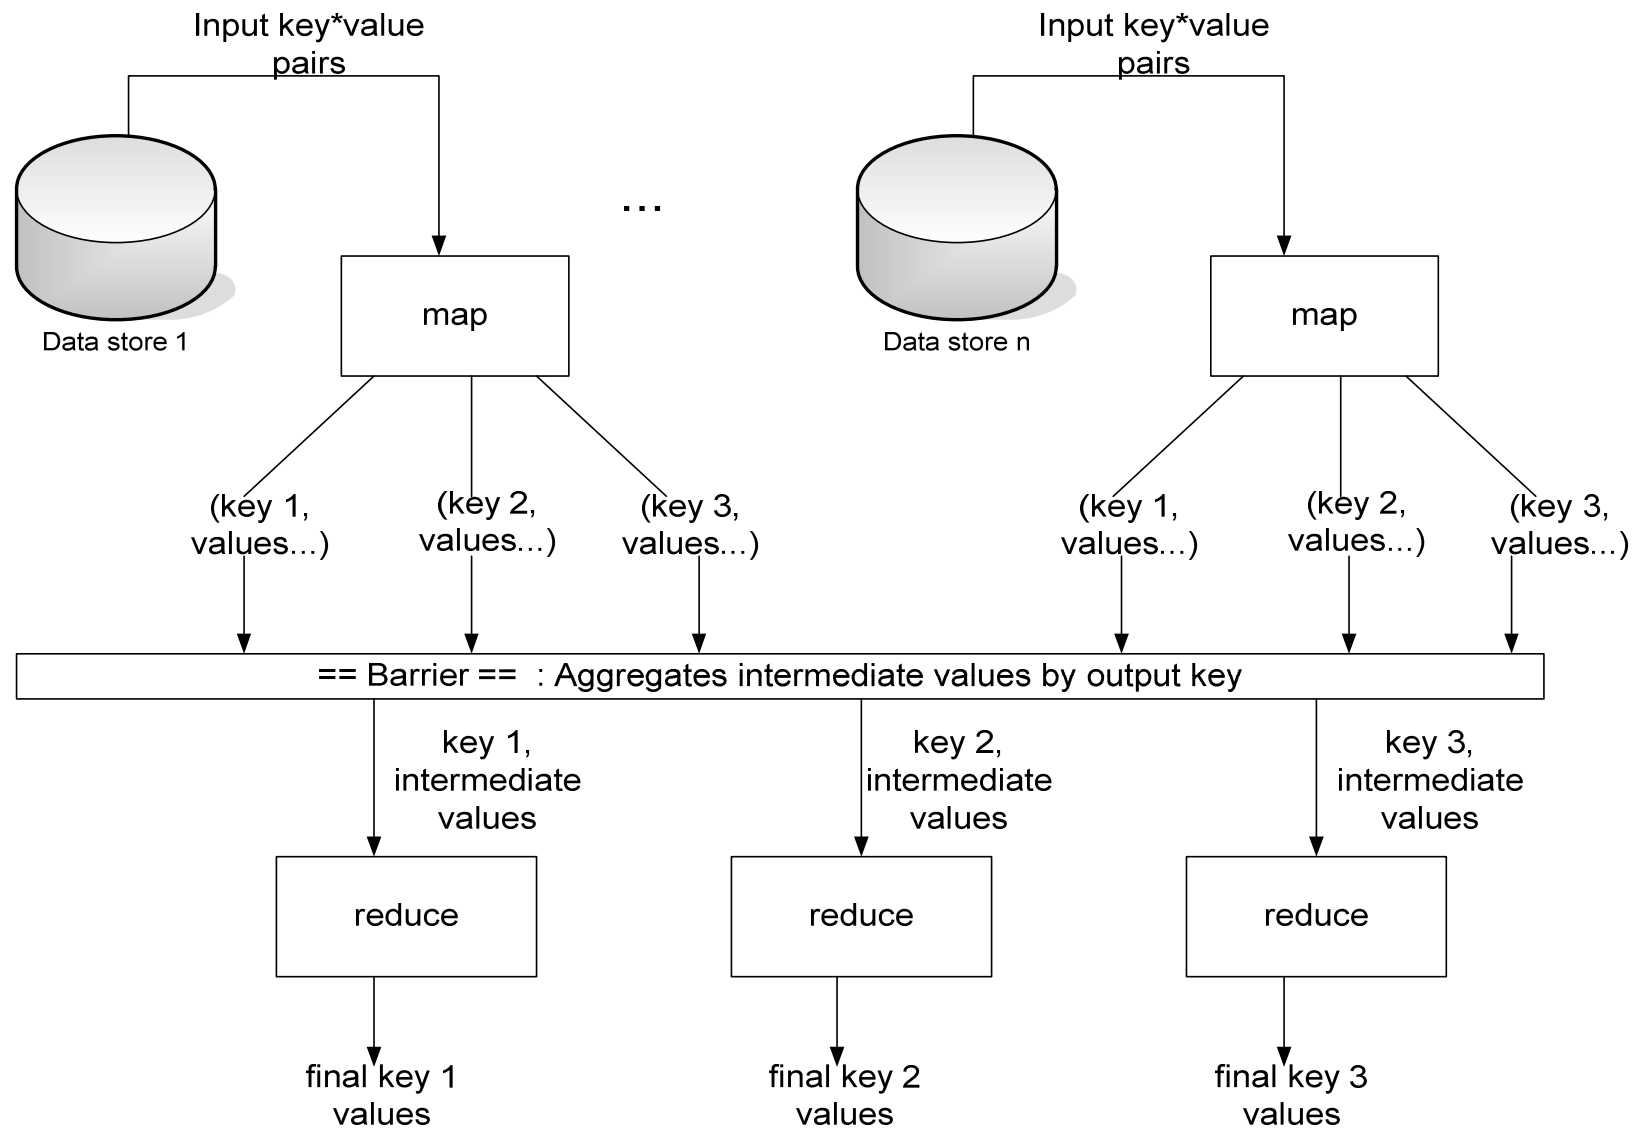 Input key*value
pairs
Input key*value
pairs
...
map
map
Data store 1
Data store n
(key 1,
values...)
(key 2,
values...)
(key 3,
values...)
(key 1,
values...)
(key 2,
values...)
(key 3,
values...)
== Barrier ==  : Aggregates intermediate values by output key
key 1,
intermediate
values
key 2,
intermediate
values
key 3,
intermediate
values
reduce
reduce
reduce
final key 1
values
final key 2
values
final key 3
values